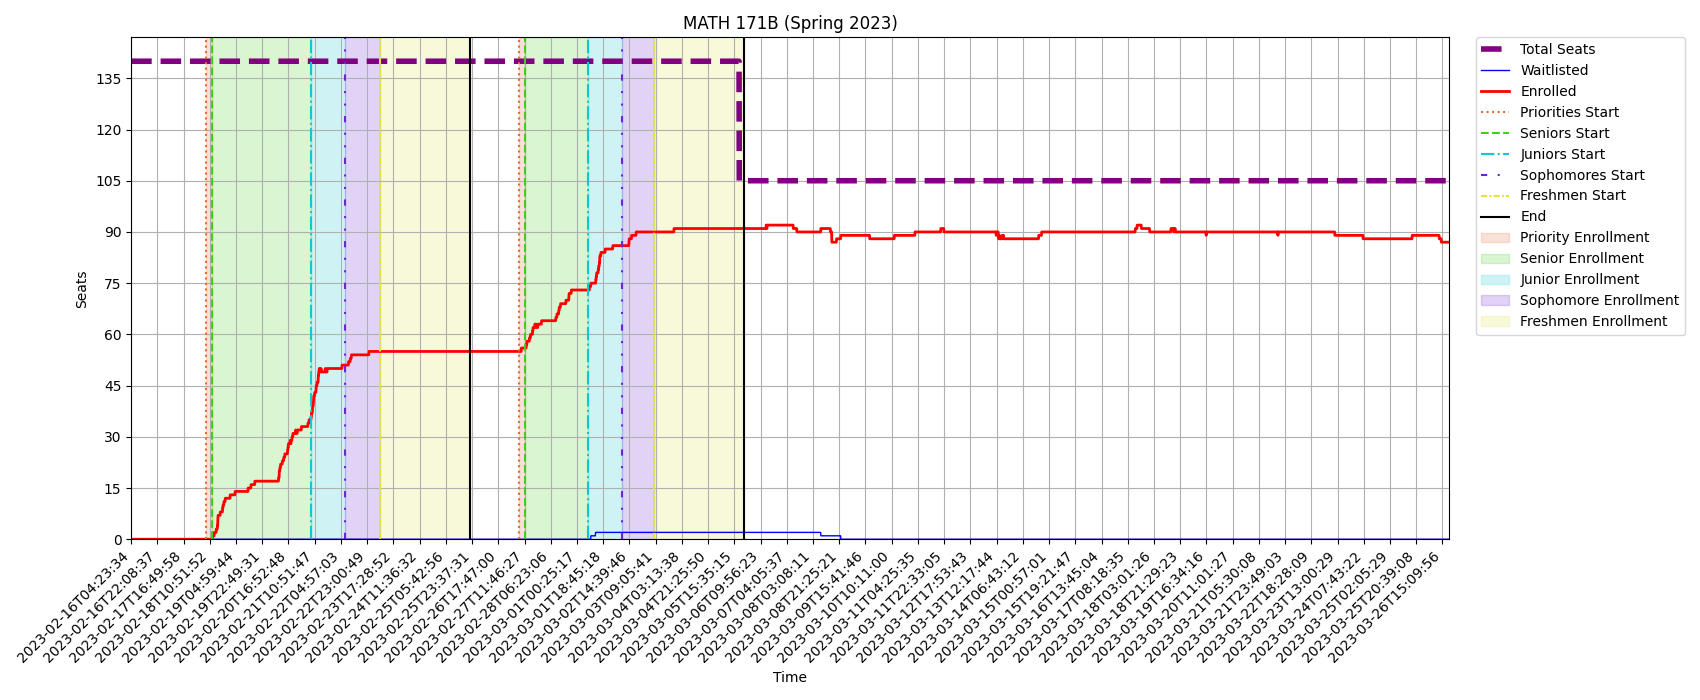 MATH 171B (Spring 2023)
Seats
135
120
105
90
75
60
45
30
15
0
2023-02-16T04:23:34
2023-02-16T22:08:37
2023-02-17T16:49:58
2023-02-18T10:51:52
2023-02-19T04:59:44
2023-02-19T22:49:31
2023-02-20T16:52:48
2023-02-21T10:51:47
2023-02-22T04:57:03
2023-02-22T23:00:49
2023-02-23T17:28:52
2023-02-24T11:36:32
2023-02-25T05:42:56
2023-02-25T23:37:31
2023-02-26T17:47:00
2023-02-27T11:46:27
2023-02-28T06:23:06
2023-03-01T00:25:17
2023-03-01T18:45:18
2023-03-02T14:39:46
2023-03-03T09:05:41
2023-03-04T03:13:38
2023-03-04T21:25:50
2023-03-05T15:35:15
2023-03-06T09:56:23
2023-03-07T04:05:37
2023-03-08T03:08:11
2023-03-08T21:25:21
2023-03-09T15:41:46
2023-03-10T10:11:00
2023-03-11T04:25:35
2023-03-11T22:33:05
2023-03-12T17:53:43
2023-03-13T12:17:44
2023-03-14T06:43:12
2023-03-15T00:57:01
2023-03-15T19:21:47
2023-03-16T13:45:04
2023-03-17T08:18:35
2023-03-18T03:01:26
2023-03-18T21:29:23
2023-03-19T16:34:16
2023-03-20T11:01:27
2023-03-21T05:30:08
2023-03-21T23:49:03
2023-03-22T18:28:09
2023-03-23T13:00:29
2023-03-24T07:43:22
2023-03-25T02:05:29
2023-03-25T20:39:08
2023-03-26T15:09:56
Time
Total Seats
Waitlisted
Enrolled
Priorities Start
Seniors Start
Juniors Start
Sophomores Start
Freshmen Start
End
Priority Enrollment
Senior Enrollment
Junior Enrollment
Sophomore Enrollment
Freshmen Enrollment